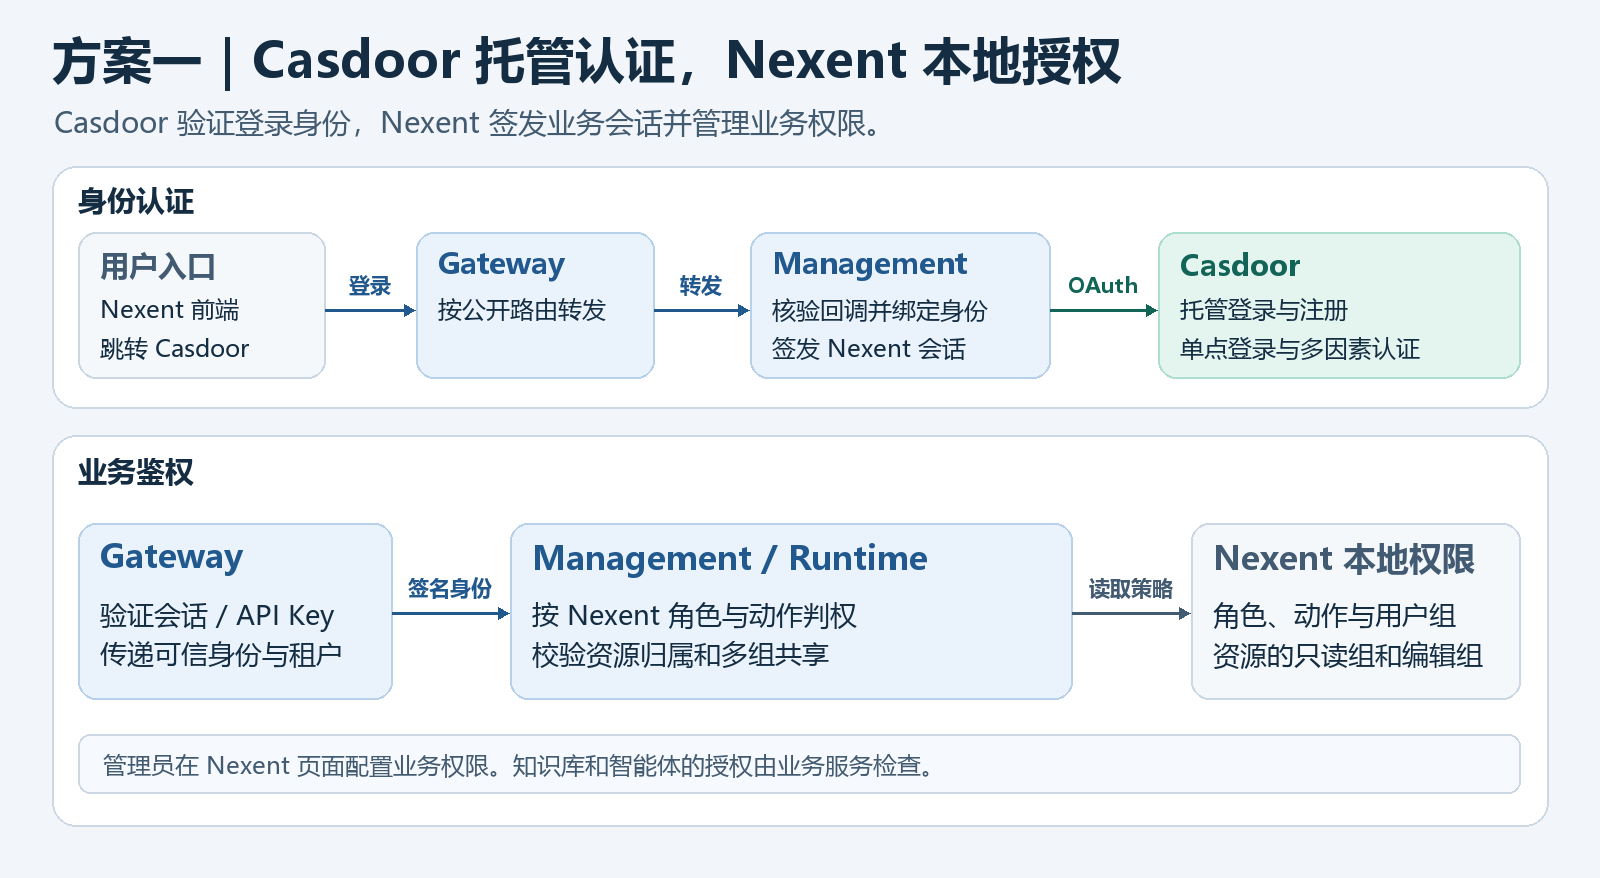 方案一｜Casdoor 托管认证，Nexent 本地授权
Casdoor 验证登录身份，Nexent 签发业务会话并管理业务权限。
身份认证
用户入口
Nexent 前端
跳转 Casdoor
登录
Gateway
按公开路由转发
转发
Management
核验回调并绑定身份
签发 Nexent 会话
OAuth
Casdoor
托管登录与注册
单点登录与多因素认证
业务鉴权
Gateway
验证会话 / API Key
传递可信身份与租户
签名身份
Management / Runtime
按 Nexent 角色与动作判权
校验资源归属和多组共享
读取策略
Nexent 本地权限
角色、动作与用户组
资源的只读组和编辑组
管理员在 Nexent 页面配置业务权限。知识库和智能体的授权由业务服务检查。